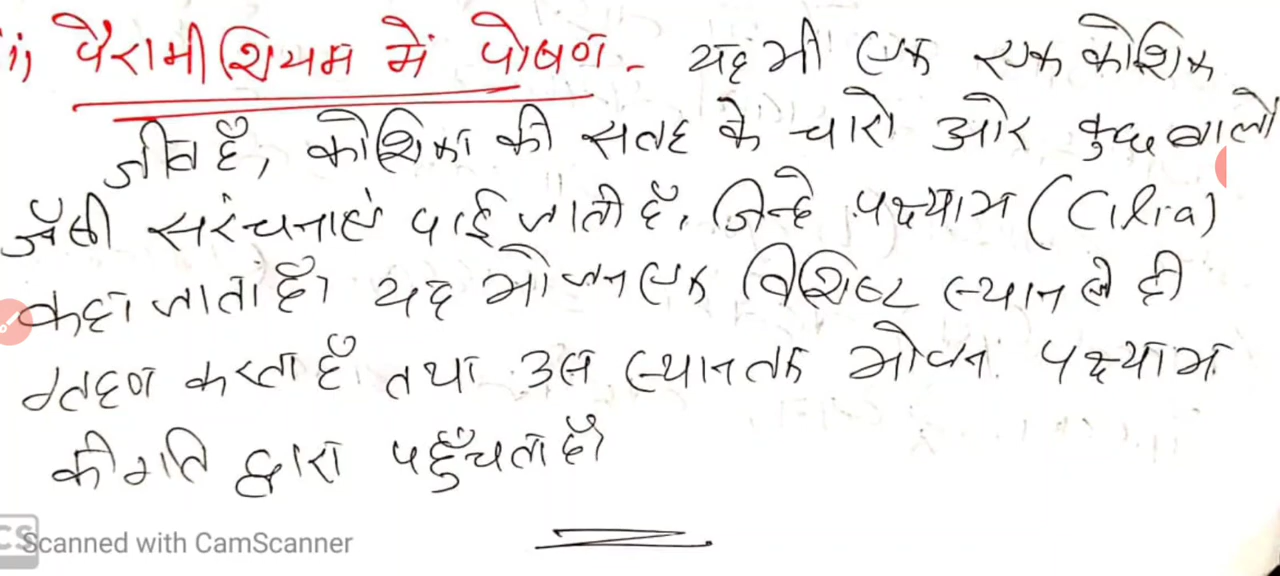 ii) पैरामीशियम में पोषण - यह भी एक एक कोशिक
जीव है, कोशिका की सतह के चारो ओर कुछ बालो
जैसी संरचनाएं पाई जाती हैं, जिन्हे पक्ष्याभ (Cilia)
कहा जाता है। यह भोजन एक विशिष्ट स्थान से ही
ग्रहण करता है तथा उस स्थान तक भोजन पक्ष्याभ
की गति द्वारा पहुँचता है।
CS Scanned with CamScanner